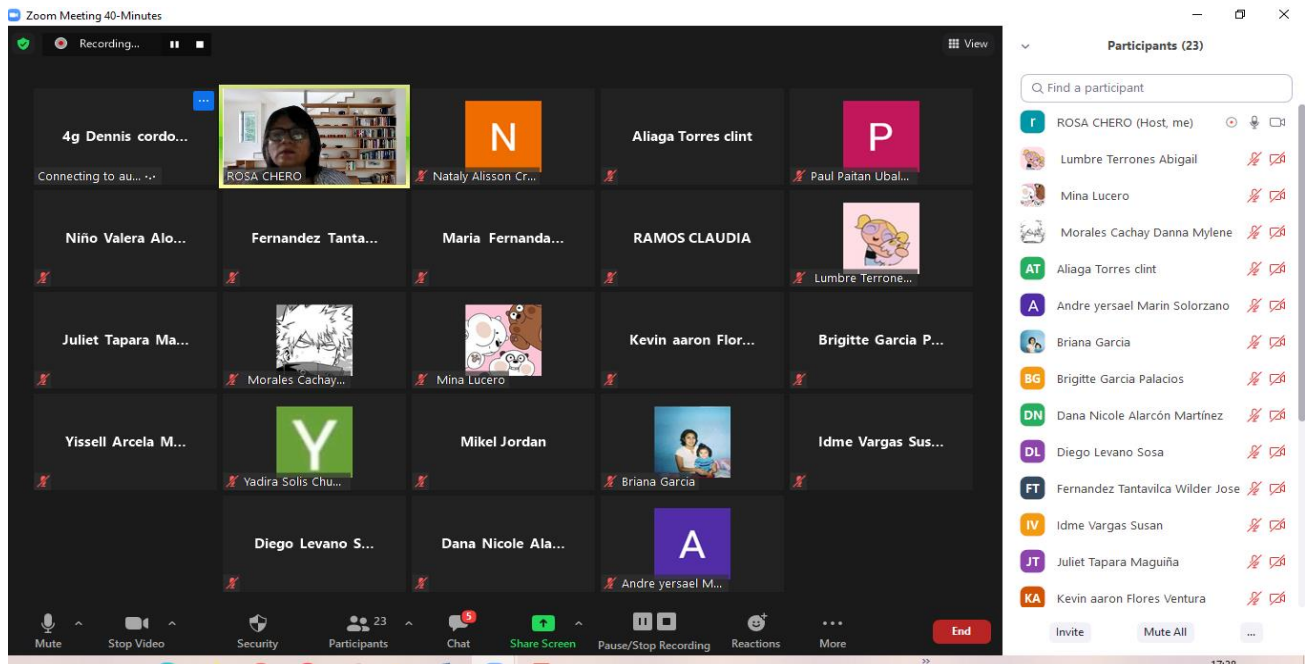 Zoom Meeting 40-Minutes
Recording...
View
4g Dennis cordo...
Connecting to au...
ROSA CHERO
N
Nataly Alisson Cr...
Aliaga Torres clint
P
Paul Paitan Ubal...
Niño Valera Alo...
Fernandez Tanta...
Maria Fernanda...
RAMOS CLAUDIA
Lumbre Terrone...
Juliet Tapara Ma...
Morales Cachay...
Mina Lucero
Kevin aaron Flor...
Brigitte Garcia P...
Yissell Arcela M...
Y
Yadira Solis Chu...
Mikel Jordan
Briana Garcia
Idme Vargas Sus...
Diego Levano S...
Dana Nicole Ala...
A
Andre yersael M...
Mute
Stop Video
Security
23
Participants
5
Chat
Share Screen
Pause/Stop Recording
Reactions
More
End
Participants (23)
Find a participant
r ROSA CHERO (Host, me)
Lumbre Terrones Abigail
Mina Lucero
Morales Cachay Danna Mylene
AT Aliaga Torres clint
A Andre yersael Marin Solorzano
Briana Garcia
BG Brigitte Garcia Palacios
DN Dana Nicole Alarcón Martínez
DL Diego Levano Sosa
FT Fernandez Tantavilca Wilder Jose
IV Idme Vargas Susan
JT Juliet Tapara Maguiña
KA Kevin aaron Flores Ventura
Invite Mute All ...